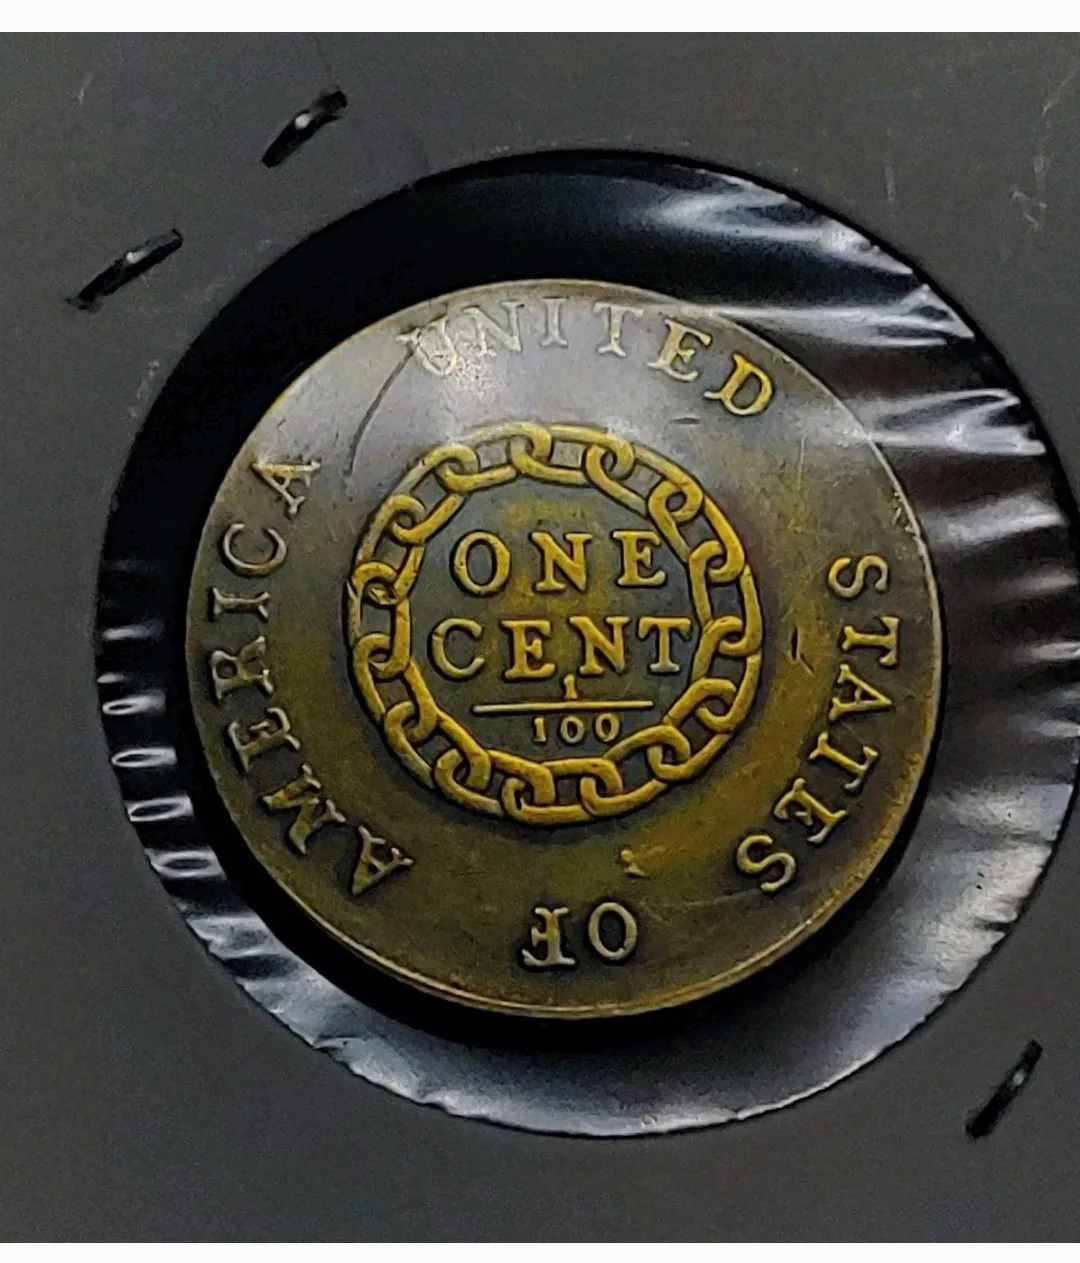 UNITED STATES OF AMERICA
ONE
CENT
1
100